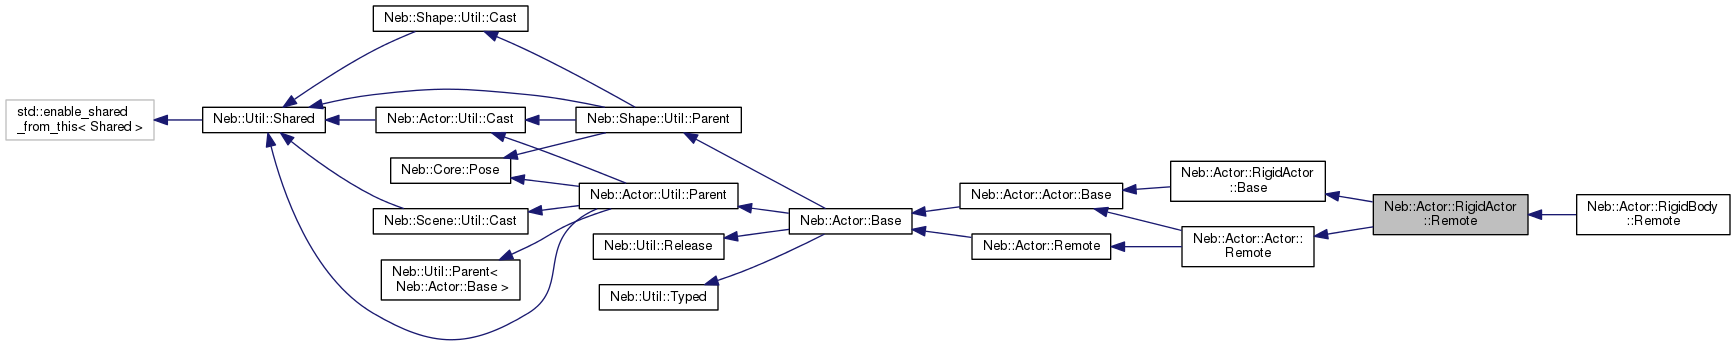 Neb::Shape::Util::Cast
std::enable_shared
_from_this< Shared >
Neb::Util::Shared
Neb::Actor::Util::Cast
Neb::Shape::Util::Parent
Neb::Core::Pose
Neb::Actor::Util::Parent
Neb::Scene::Util::Cast
Neb::Util::Release
Neb::Util::Parent<
Neb::Actor::Base >
Neb::Util::Typed
Neb::Actor::Base
Neb::Actor::Actor::Base
Neb::Actor::Remote
Neb::Actor::RigidActor
::Base
Neb::Actor::Actor::
Remote
Neb::Actor::RigidActor
::Remote
Neb::Actor::RigidBody
::Remote